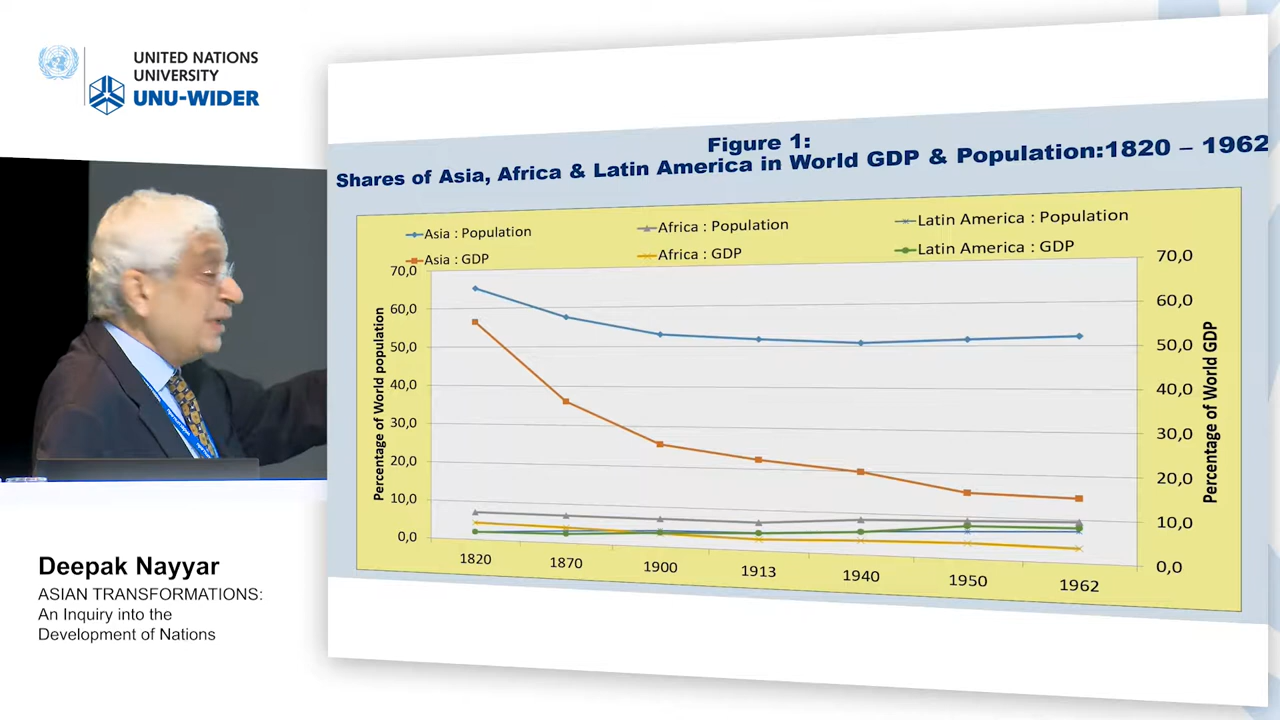 UNITED NATIONS
UNIVERSITY
UNU-WIDER
Figure 1:
Shares of Asia, Africa & Latin America in World GDP & Population:1820 – 1962
Asia : Population
Africa : Population
Latin America : Population
Asia : GDP
Africa : GDP
Latin America : GDP
Percentage of World population
70,0
60,0
50,0
40,0
30,0
20,0
10,0
0,0
1820
1870
1900
1913
1940
1950
1962
70,0
60,0
50,0
40,0
30,0
20,0
10,0
0,0
Percentage of World GDP
Deepak Nayyar
ASIAN TRANSFORMATIONS:
An Inquiry into the
Development of Nations